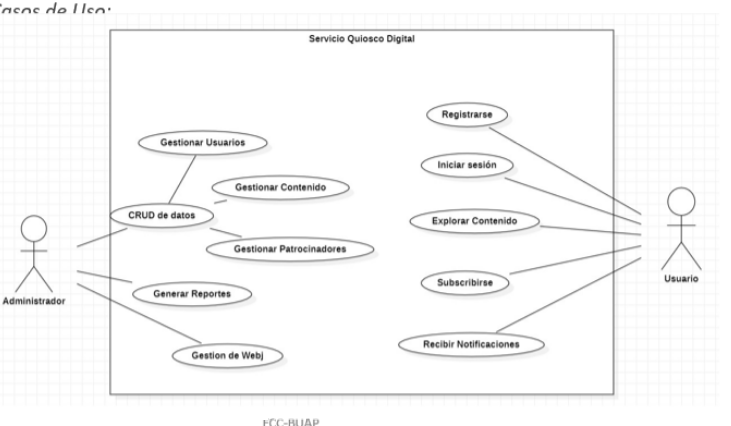 Casos de Uso:
Servicio Quiosco Digital
Registrarse
Gestionar Usuarios
Iniciar sesión
Gestionar Contenido
CRUD de datos
Explorar Contenido
Gestionar Patrocinadores
Usuario
Subscribirse
Generar Reportes
Administrador
Recibir Notificaciones
Gestion de Webj
FCC-BUAP